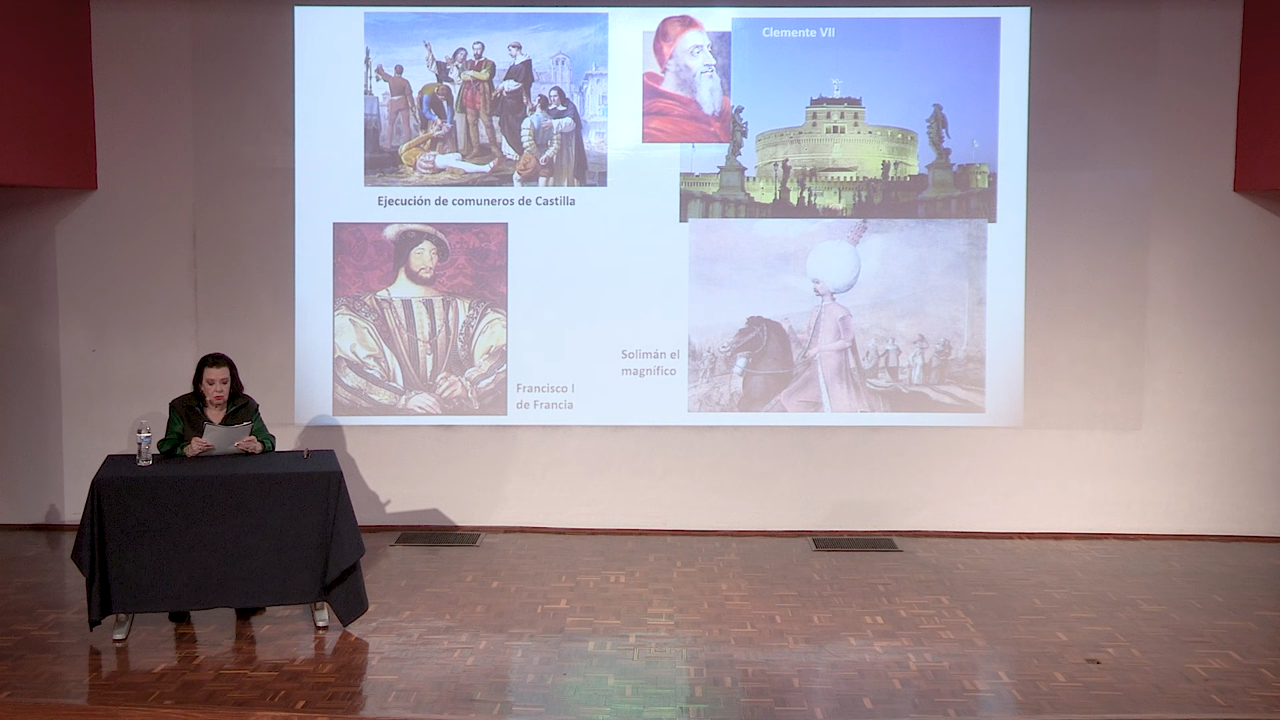 Clemente VII
Ejecución de comuneros de Castilla
Solimán el
magnífico
Francisco I
de Francia